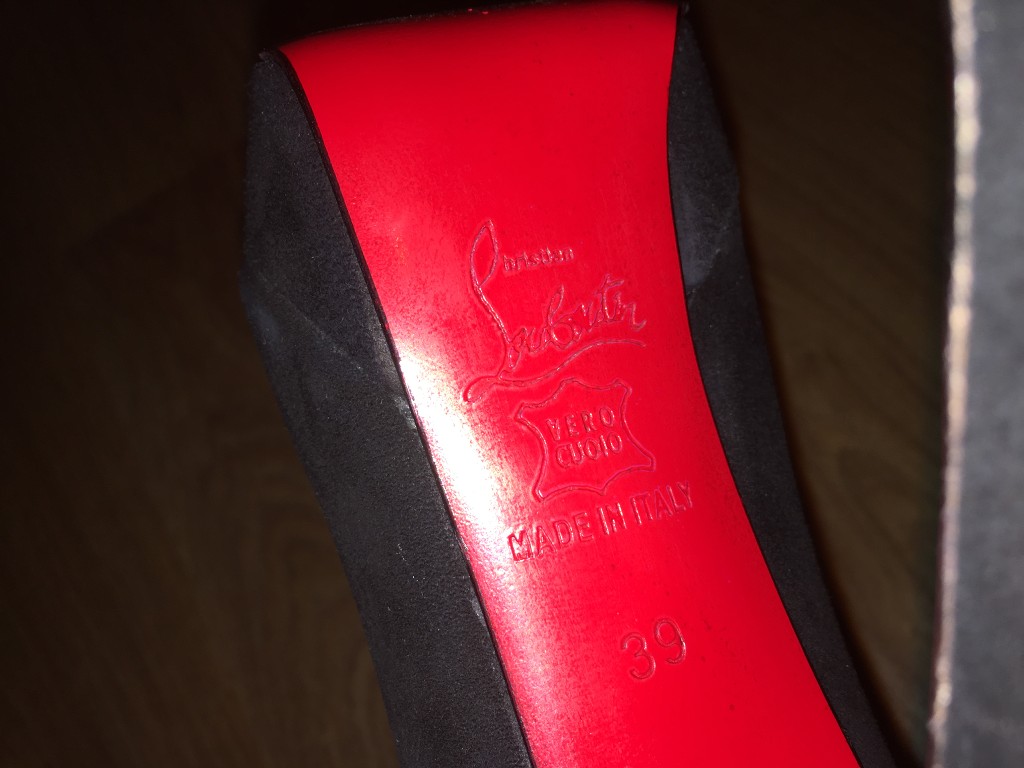 Christian
Louboutin
VERO
CUOIO
MADE IN ITALY
39